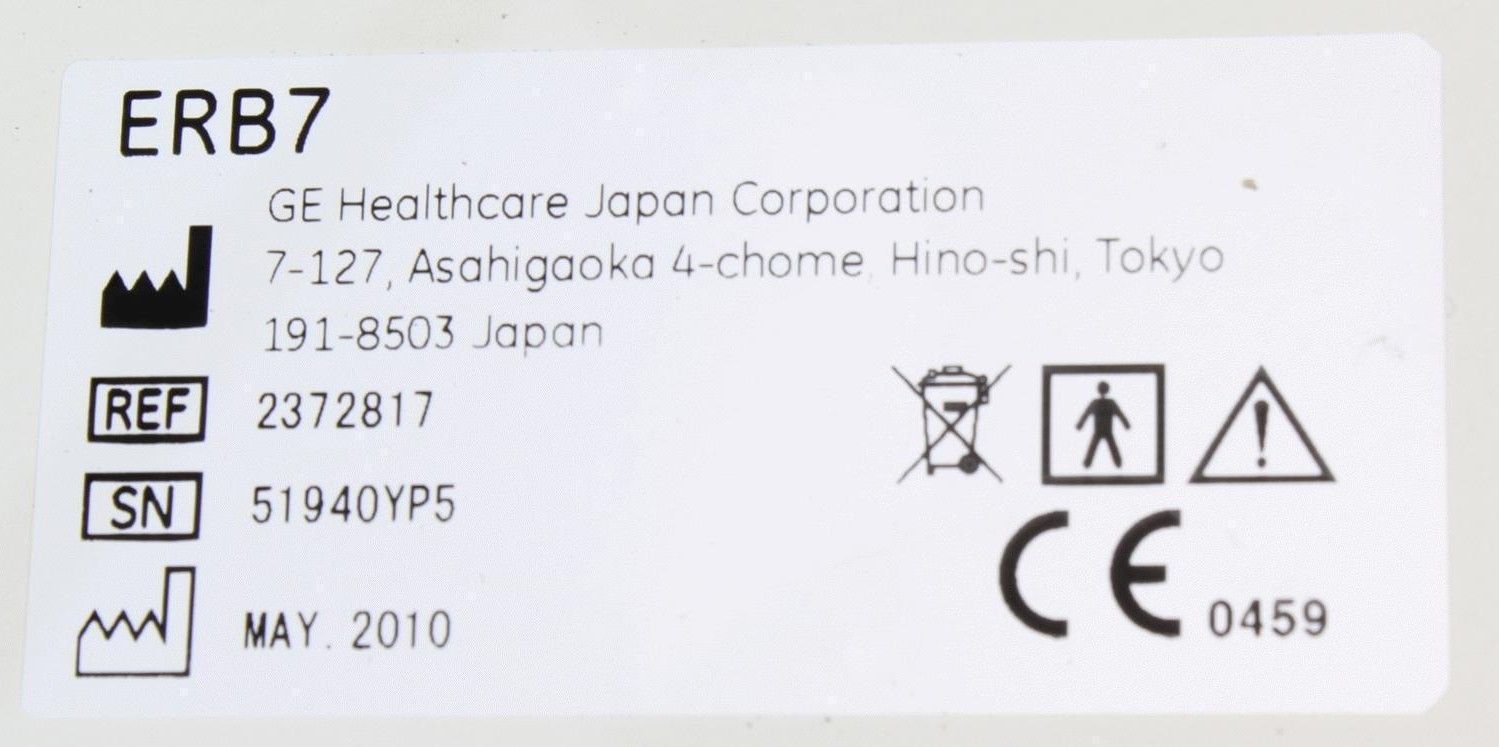 ERB7
GE Healthcare Japan Corporation
7-127, Asahigaoka 4-chome, Hino-shi, Tokyo
191-8503 Japan
REF 2372817
SN 51940YP5
MAY. 2010
CE 0459